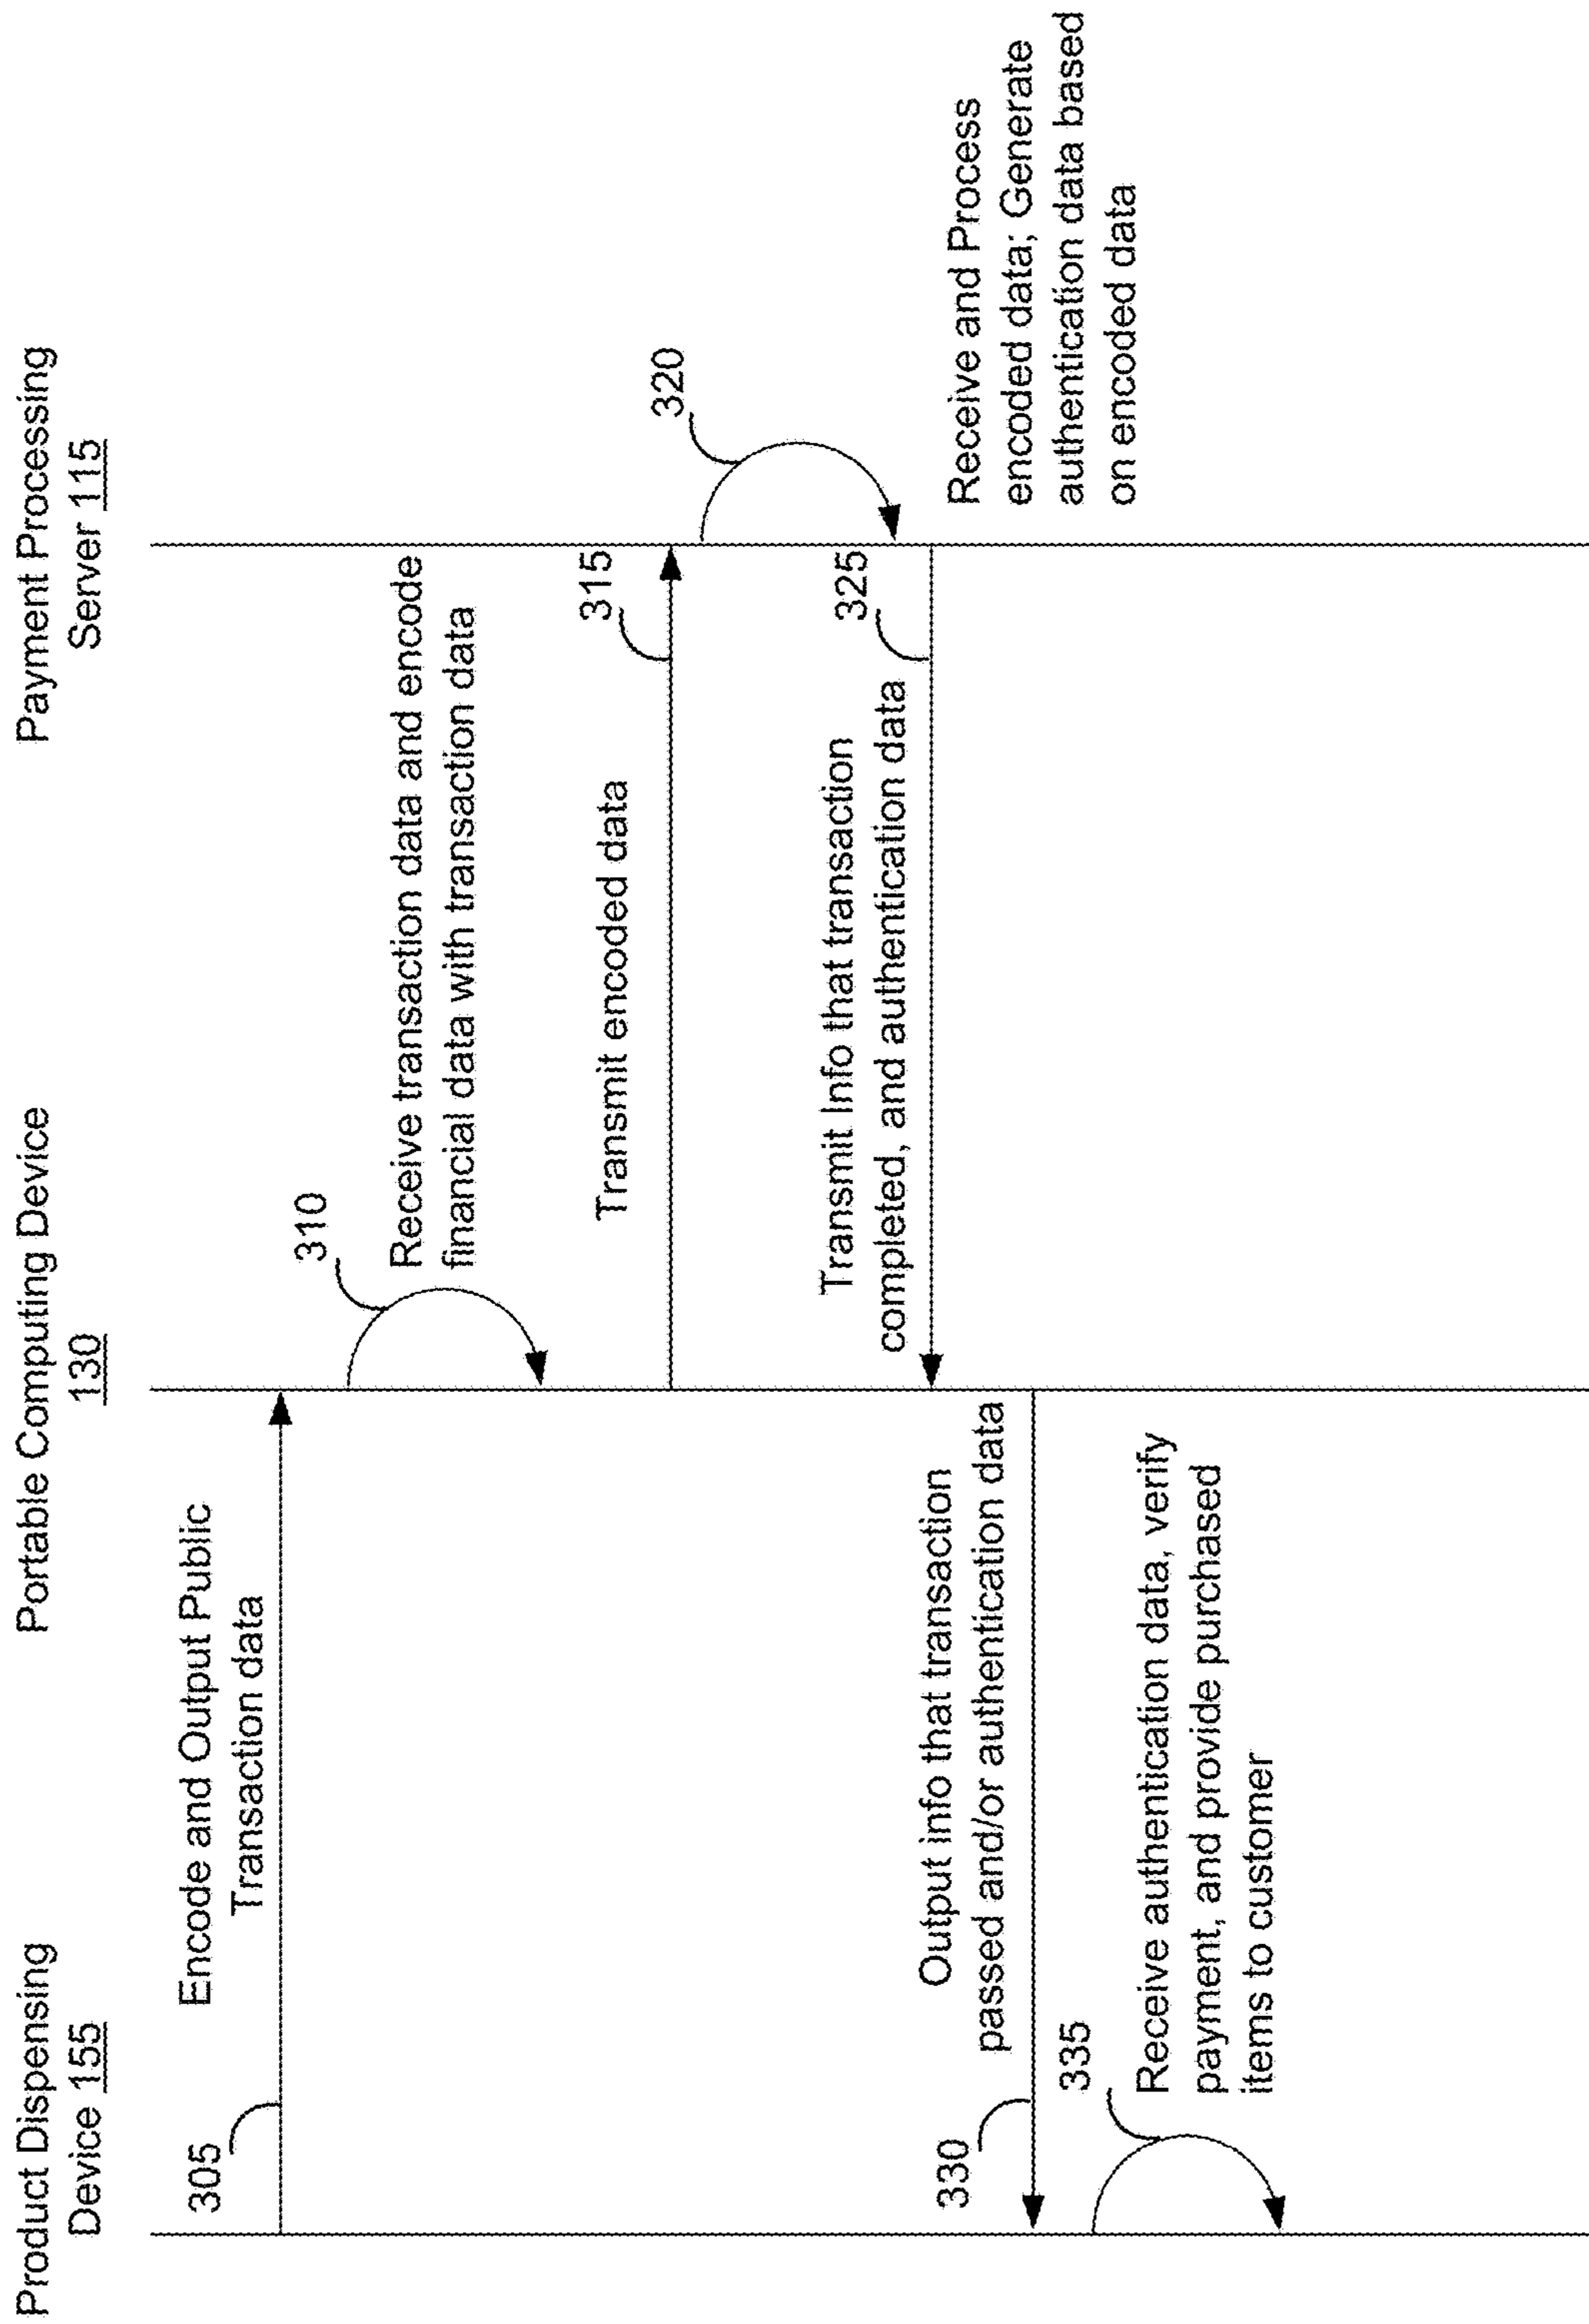 Product Dispensing
Device 155
Portable Computing Device
130
Payment Processing
Server 115
305
Encode and Output Public
Transaction data
310
Receive transaction data and encode
financial data with transaction data
315
Transmit encoded data
320
Receive and Process
encoded data; Generate
authentication data based
on encoded data
325
Transmit Info that transaction
completed, and authentication data
330
Output info that transaction
passed and/or authentication data
335
Receive authentication data, verify
payment, and provide purchased
items to customer